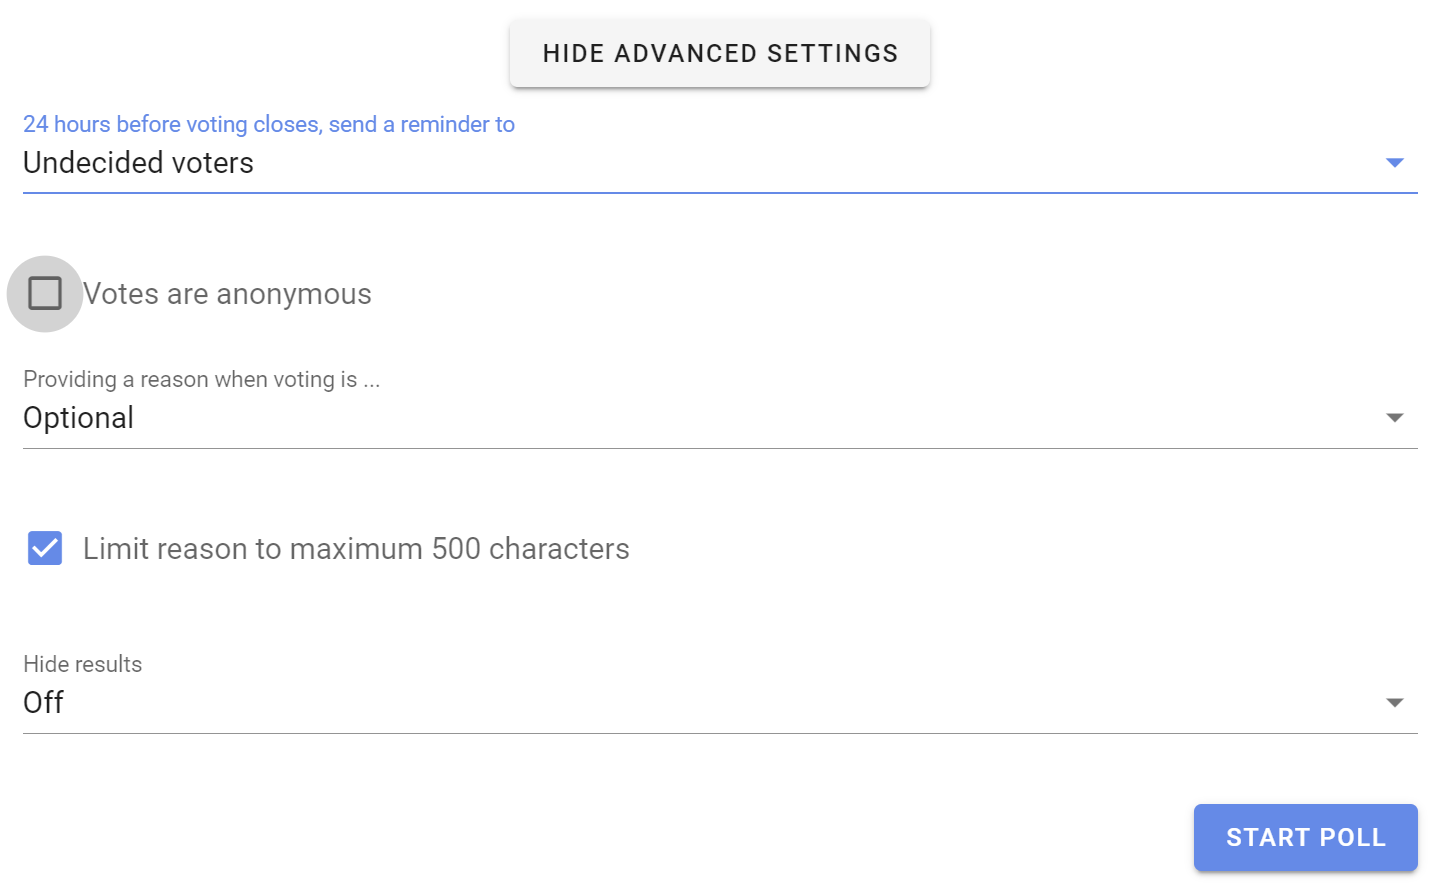 HIDE ADVANCED SETTINGS
24 hours before voting closes, send a reminder to
Undecided voters
Votes are anonymous
Providing a reason when voting is ...
Optional
Limit reason to maximum 500 characters
Hide results
Off
START POLL